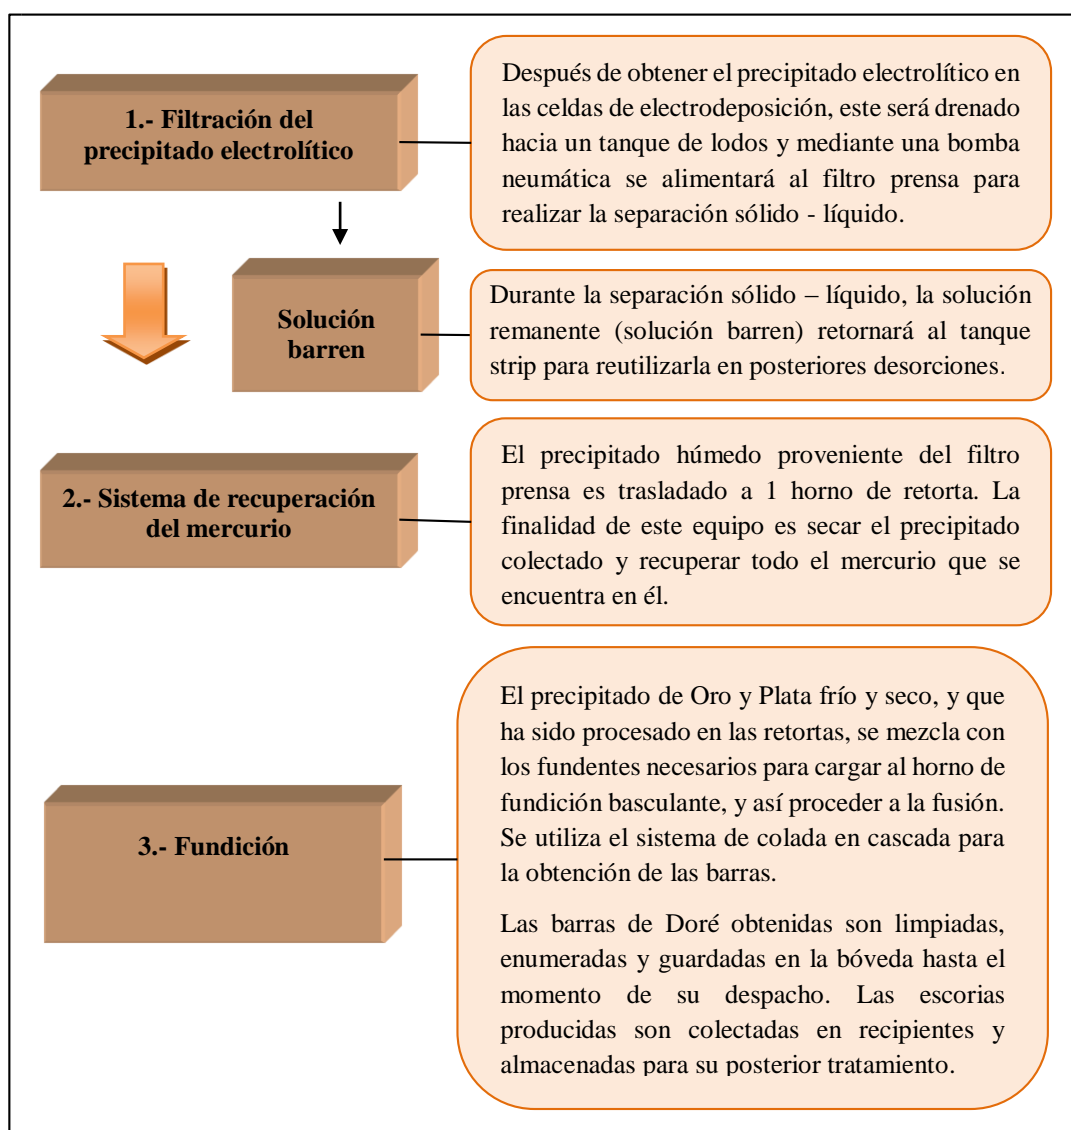 1.- Filtración del
precipitado electrolítico
Después de obtener el precipitado electrolítico en
las celdas de electrodeposición, este será drenado
hacia un tanque de lodos y mediante una bomba
neumática se alimentará al filtro prensa para
realizar la separación sólido - líquido.
Solución
barren
Durante la separación sólido – líquido, la solución
remanente (solución barren) retornará al tanque
strip para reutilizarla en posteriores desorciones.
2.- Sistema de recuperación
del mercurio
El precipitado húmedo proveniente del filtro
prensa es trasladado a 1 horno de retorta. La
finalidad de este equipo es secar el precipitado
colectado y recuperar todo el mercurio que se
encuentra en él.
3.- Fundición
El precipitado de Oro y Plata frío y seco, y que
ha sido procesado en las retortas, se mezcla con
los fundentes necesarios para cargar al horno de
fundición basculante, y así proceder a la fusión.
Se utiliza el sistema de colada en cascada para
la obtención de las barras.
Las barras de Doré obtenidas son limpiadas,
enumeradas y guardadas en la bóveda hasta el
momento de su despacho. Las escorias
producidas son colectadas en recipientes y
almacenadas para su posterior tratamiento.